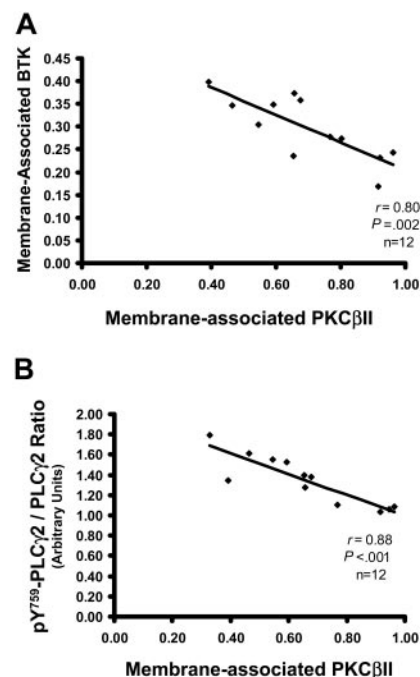 A
Membrane-Associated BTK
0.45
0.40
0.35
0.30
0.25
0.20
0.15
0.10
0.05
0.00
r = 0.80
P =.002
n=12
0.00 0.20 0.40 0.60 0.80 1.00
Membrane-associated PKCβII
B
pY⁷⁵⁹-PLCγ2 / PLCγ2 Ratio
(Arbitrary Units)
2.00
1.80
1.60
1.40
1.20
1.00
0.80
0.60
0.40
0.20
0.00
r = 0.88
P <.001
n=12
0.00 0.20 0.40 0.60 0.80 1.00
Membrane-associated PKCβII